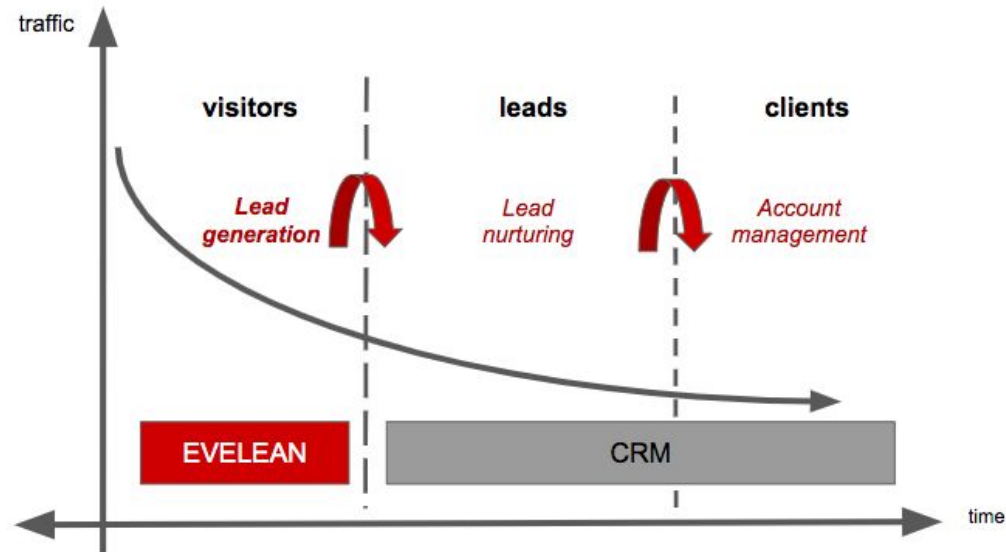 traffic
visitors
leads
clients
Lead
generation
Lead
nurturing
Account
management
EVELEAN
CRM
time